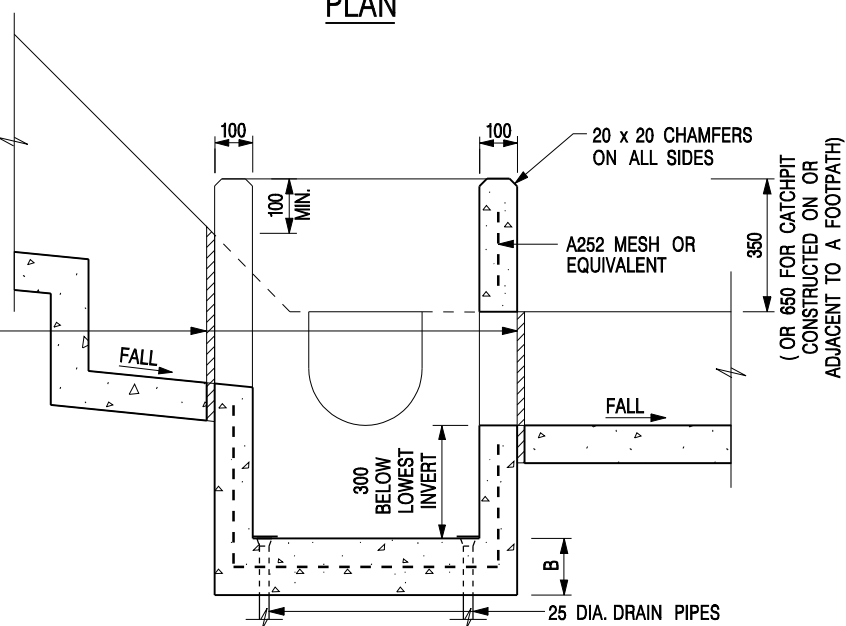 PLAN
100
100
20 x 20 CHAMFERS
ON ALL SIDES
100
MIN.
A252 MESH OR
EQUIVALENT
350
( OR 650 FOR CATCHPIT
CONSTRUCTED ON OR
ADJACENT TO A FOOTPATH)
FALL
FALL
300
BELOW
LOWEST
INVERT
B
25 DIA. DRAIN PIPES